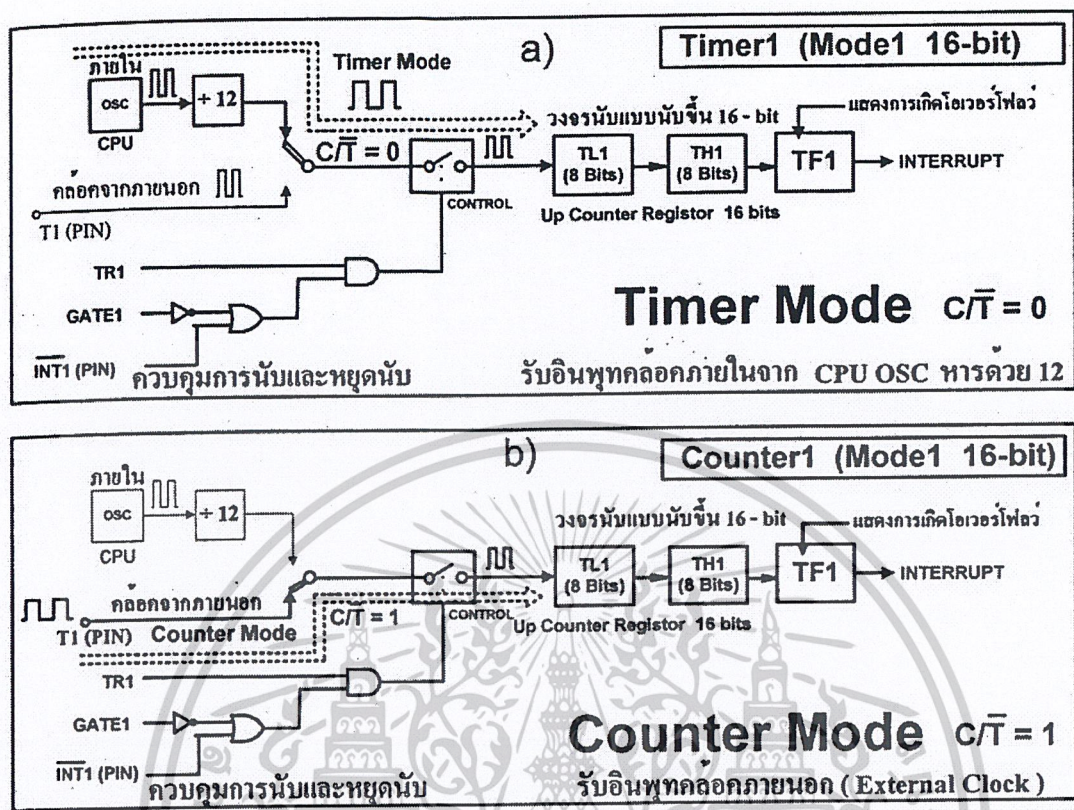 a)
Timer1 (Mode1 16-bit)
ภายใน
OSC
÷ 12
CPU
Timer Mode
C/T̅ = 0
วงจรนับแบบนับขึ้น 16 - bit
แสดงการเกิดโอเวอร์โฟลว์
TL1
(8 Bits)
TH1
(8 Bits)
TF1
INTERRUPT
คล็อคจากภายนอก
T1 (PIN)
CONTROL
Up Counter Registor 16 bits
TR1
GATE1
I̅N̅T̅1 (PIN)
Timer Mode C/T̅ = 0
ควบคุมการนับและหยุดนับ
รับอินพุทคล็อคภายในจาก CPU OSC หารด้วย 12
b)
Counter1 (Mode1 16-bit)
ภายใน
OSC
÷ 12
CPU
วงจรนับแบบนับขึ้น 16 - bit
แสดงการเกิดโอเวอร์โฟลว์
TL1
(8 Bits)
TH1
(8 Bits)
TF1
INTERRUPT
คล็อคจากภายนอก
T1 (PIN)
Counter Mode
C/T̅ = 1
CONTROL
Up Counter Registor 16 bits
TR1
GATE1
I̅N̅T̅1 (PIN)
Counter Mode C/T̅ = 1
ควบคุมการนับและหยุดนับ
รับอินพุทคล็อคภายนอก ( External Clock )